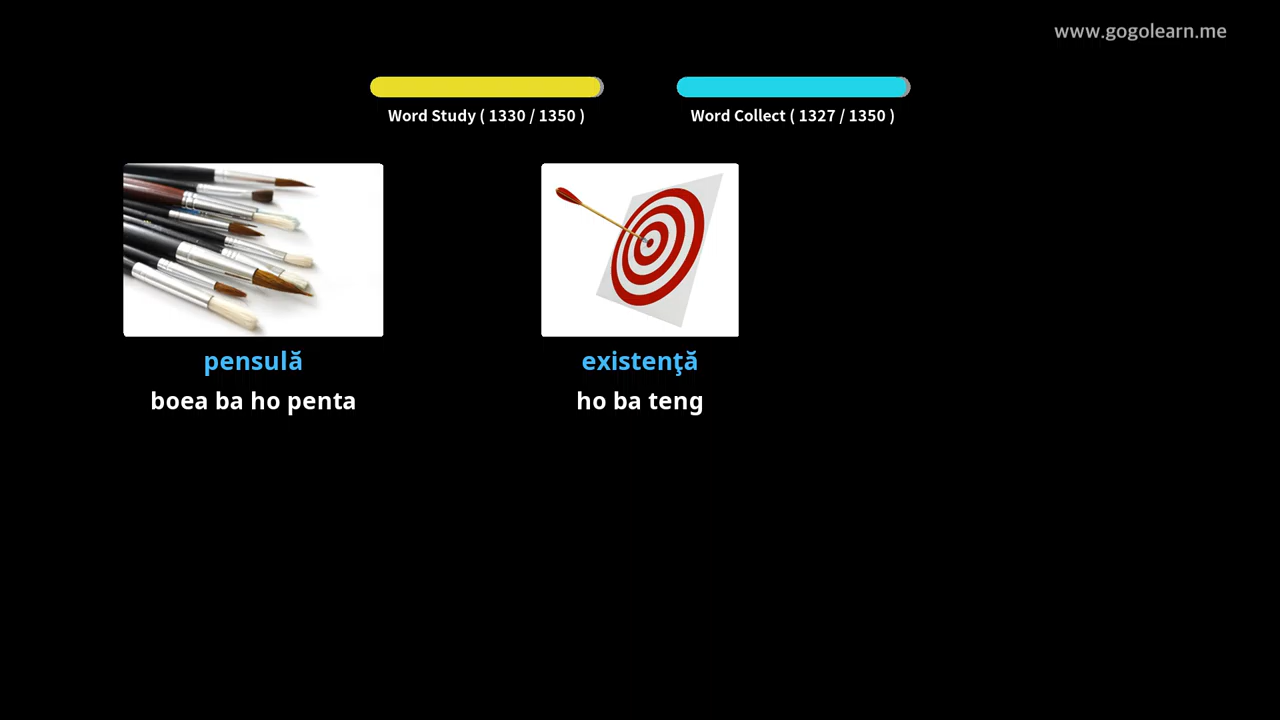 www.gogolearn.me
Word Study ( 1330 / 1350 )
Word Collect ( 1327 / 1350 )
pensulă
boea ba ho penta
existenţă
ho ba teng